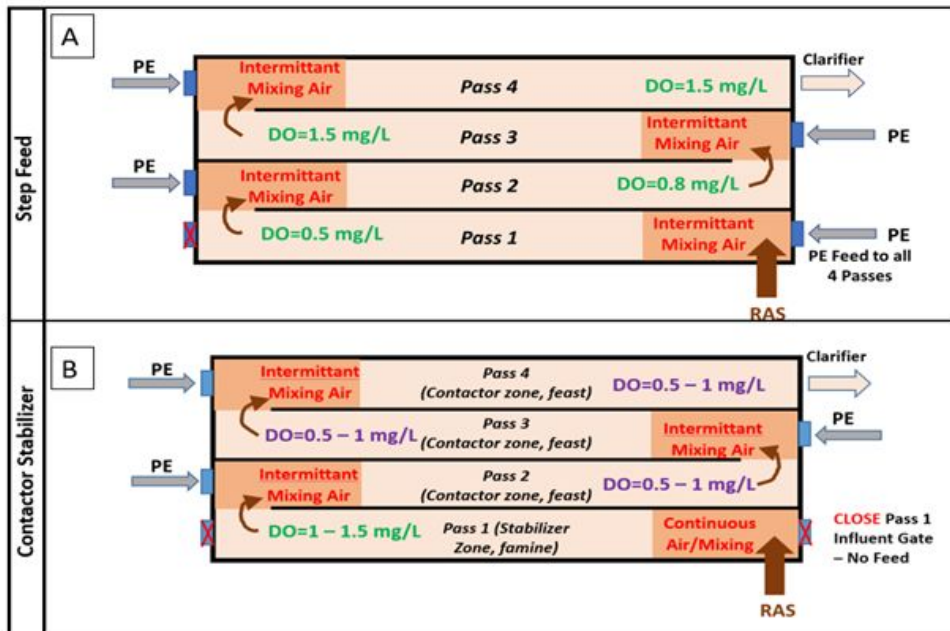 Step Feed
A
PE
Intermittant
Mixing Air
Pass 4
DO=1.5 mg/L
Clarifier
DO=1.5 mg/L
Pass 3
Intermittant
Mixing Air
PE
PE
Intermittant
Mixing Air
Pass 2
DO=0.8 mg/L
X
DO=0.5 mg/L
Pass 1
Intermittant
Mixing Air
PE
PE Feed to all
4 Passes
RAS
Contactor Stabilizer
B
PE
Intermittant
Mixing Air
Pass 4
(Contactor zone, feast)
DO=0.5 – 1 mg/L
Clarifier
DO=0.5 – 1 mg/L
Pass 3
(Contactor zone, feast)
Intermittant
Mixing Air
PE
PE
Intermittant
Mixing Air
Pass 2
(Contactor zone, feast)
DO=0.5 – 1 mg/L
X
DO=1 – 1.5 mg/L
Pass 1 (Stabilizer
Zone, famine)
Continuous
Air/Mixing
X
CLOSE Pass 1
Influent Gate
– No Feed
RAS